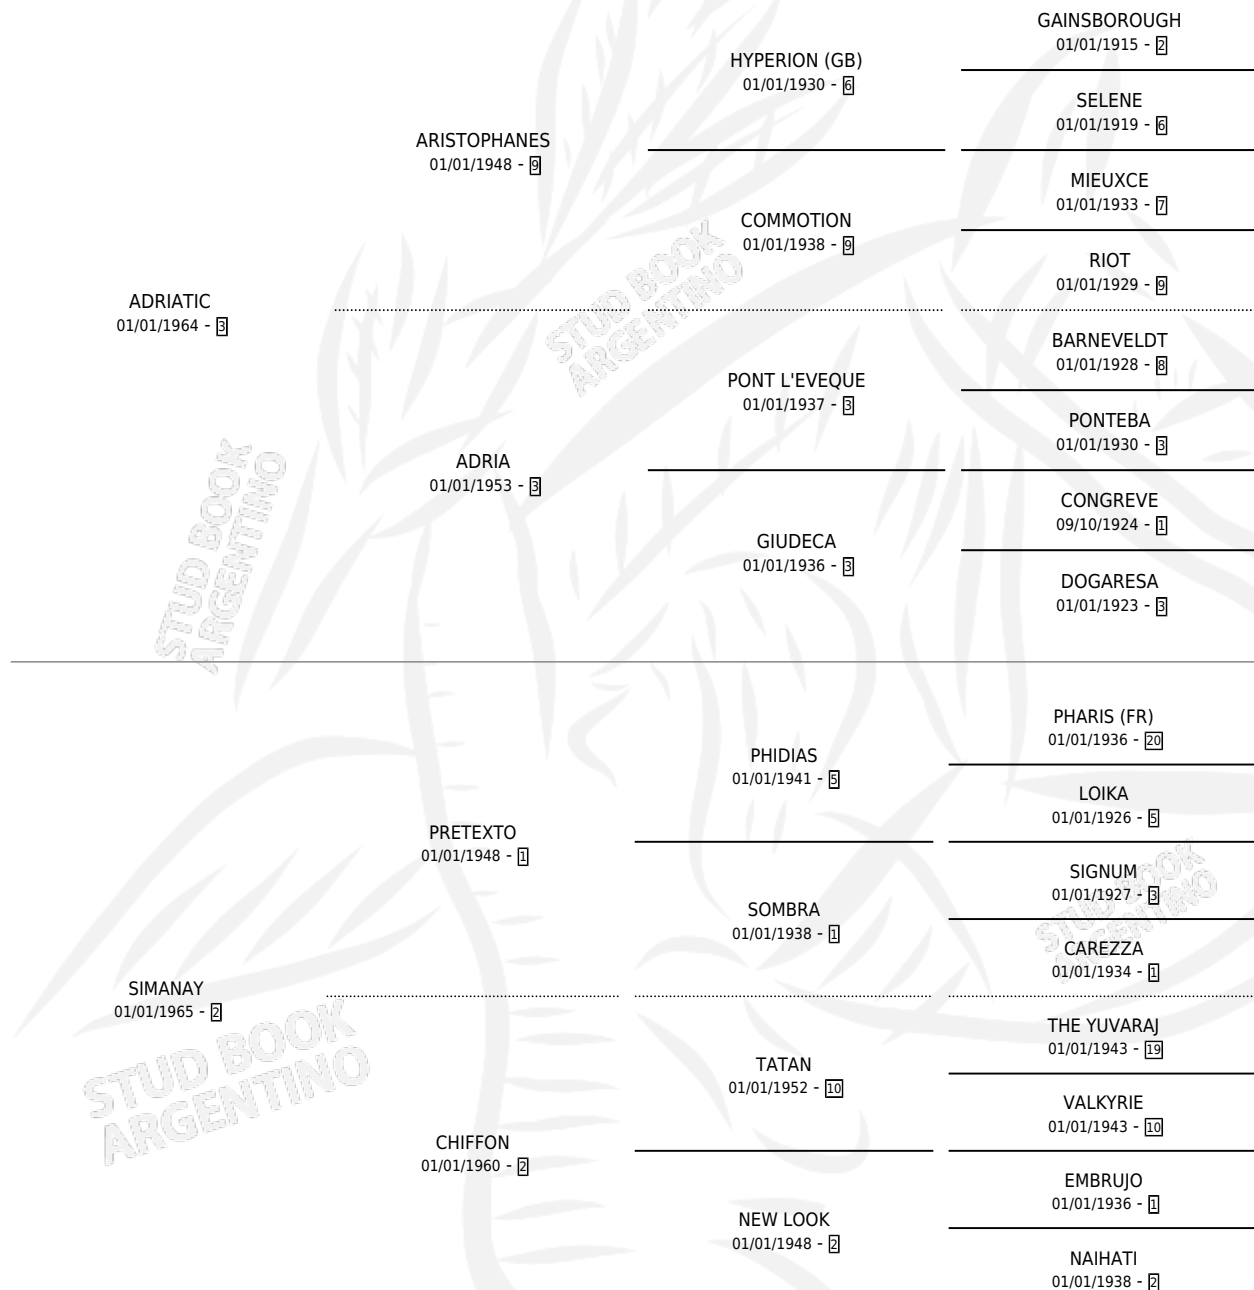 GAINSBOROUGH
01/01/1915 - 2
HYPERION (GB)
01/01/1930 - 6
SELENE
01/01/1919 - 6
ARISTOPHANES
01/01/1948 - 9
MIEUXCE
01/01/1933 - 7
COMMOTION
01/01/1938 - 9
RIOT
01/01/1929 - 9
ADRIATIC
01/01/1964 - 3
BARNEVELDT
01/01/1928 - 8
PONT L'EVEQUE
01/01/1937 - 3
PONTEBA
01/01/1930 - 3
ADRIA
01/01/1953 - 3
CONGREVE
09/10/1924 - 1
GIUDECA
01/01/1936 - 3
DOGARESA
01/01/1923 - 3
PHARIS (FR)
01/01/1936 - 20
PHIDIAS
01/01/1941 - 5
LOIKA
01/01/1926 - 5
PRETEXTO
01/01/1948 - 1
SIGNUM
01/01/1927 - 3
SOMBRA
01/01/1938 - 1
CAREZZA
01/01/1934 - 1
SIMANAY
01/01/1965 - 2
THE YUVARAJ
01/01/1943 - 19
TATAN
01/01/1952 - 10
VALKYRIE
01/01/1943 - 10
CHIFFON
01/01/1960 - 2
EMBRUJO
01/01/1936 - 1
NEW LOOK
01/01/1948 - 2
NAIHATI
01/01/1938 - 2
STUD BOOK
ARGENTINO
STUD BOOK
ARGENTINO
STUD BOOK
ARGENTINO
STUD BOOK
ARGENTINO